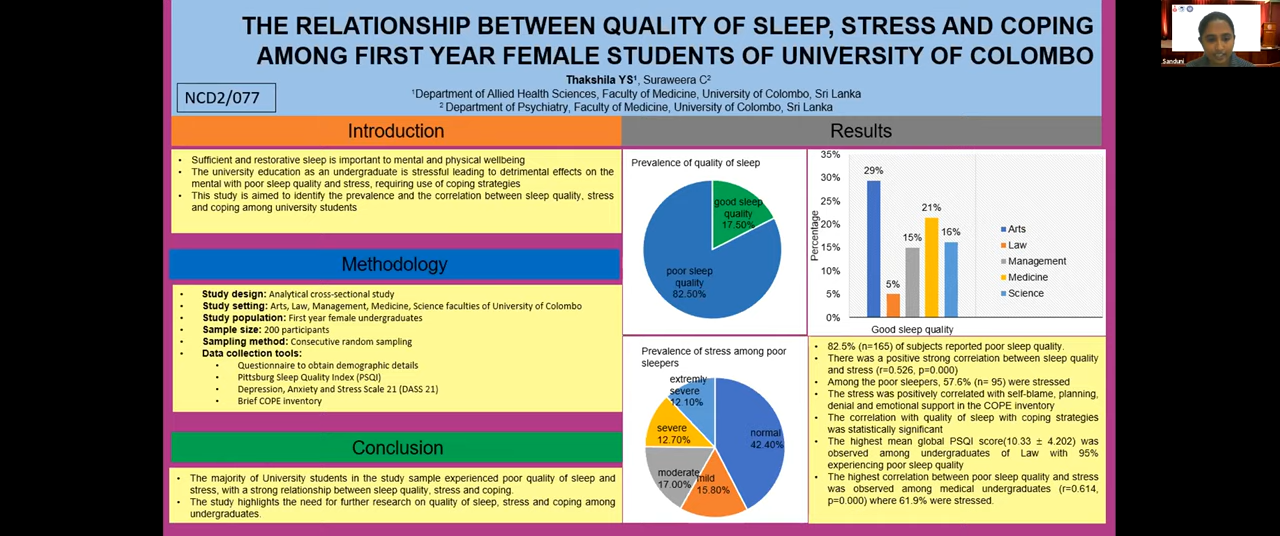 THE RELATIONSHIP BETWEEN QUALITY OF SLEEP, STRESS AND COPING
AMONG FIRST YEAR FEMALE STUDENTS OF UNIVERSITY OF COLOMBO
Thakshila YS¹, Suraweera C²
¹Department of Allied Health Sciences, Faculty of Medicine, University of Colombo, Sri Lanka
² Department of Psychiatry, Faculty of Medicine, University of Colombo, Sri Lanka
NCD2/077
Sanduni
Introduction
• Sufficient and restorative sleep is important to mental and physical wellbeing
• The university education as an undergraduate is stressful leading to detrimental effects on the
mental with poor sleep quality and stress, requiring use of coping strategies
• This study is aimed to identify the prevalence and the correlation between sleep quality, stress
and coping among university students
Methodology
• Study design: Analytical cross-sectional study
• Study setting: Arts, Law, Management, Medicine, Science faculties of University of Colombo
• Study population: First year female undergraduates
• Sample size: 200 participants
• Sampling method: Consecutive random sampling
• Data collection tools:
• Questionnaire to obtain demographic details
• Pittsburg Sleep Quality Index (PSQI)
• Depression, Anxiety and Stress Scale 21 (DASS 21)
• Brief COPE inventory
Conclusion
• The majority of University students in the study sample experienced poor quality of sleep and
stress, with a strong relationship between sleep quality, stress and coping.
• The study highlights the need for further research on quality of sleep, stress and coping among
undergraduates.
Results
Prevalence of quality of sleep
good sleep
quality
17.50%
poor sleep
quality
82.50%
Percentage
35%
30%
25%
20%
15%
10%
5%
0%
29%
5%
15%
21%
16%
Good sleep quality
Arts
Law
Management
Medicine
Science
Prevalence of stress among poor
sleepers
extremly
severe
12.10%
severe
12.70%
moderate
17.00%
mild
15.80%
normal
42.40%
• 82.5% (n=165) of subjects reported poor sleep quality.
• There was a positive strong correlation between sleep quality
and stress (r=0.526, p=0.000)
• Among the poor sleepers, 57.6% (n= 95) were stressed
• The stress was positively correlated with self-blame, planning,
denial and emotional support in the COPE inventory
• The correlation with quality of sleep with coping strategies
was statistically significant
• The highest mean global PSQI score(10.33 ± 4.202) was
observed among undergraduates of Law with 95%
experiencing poor sleep quality
• The highest correlation between poor sleep quality and stress
was observed among medical undergraduates (r=0.614,
p=0.000) where 61.9% were stressed.